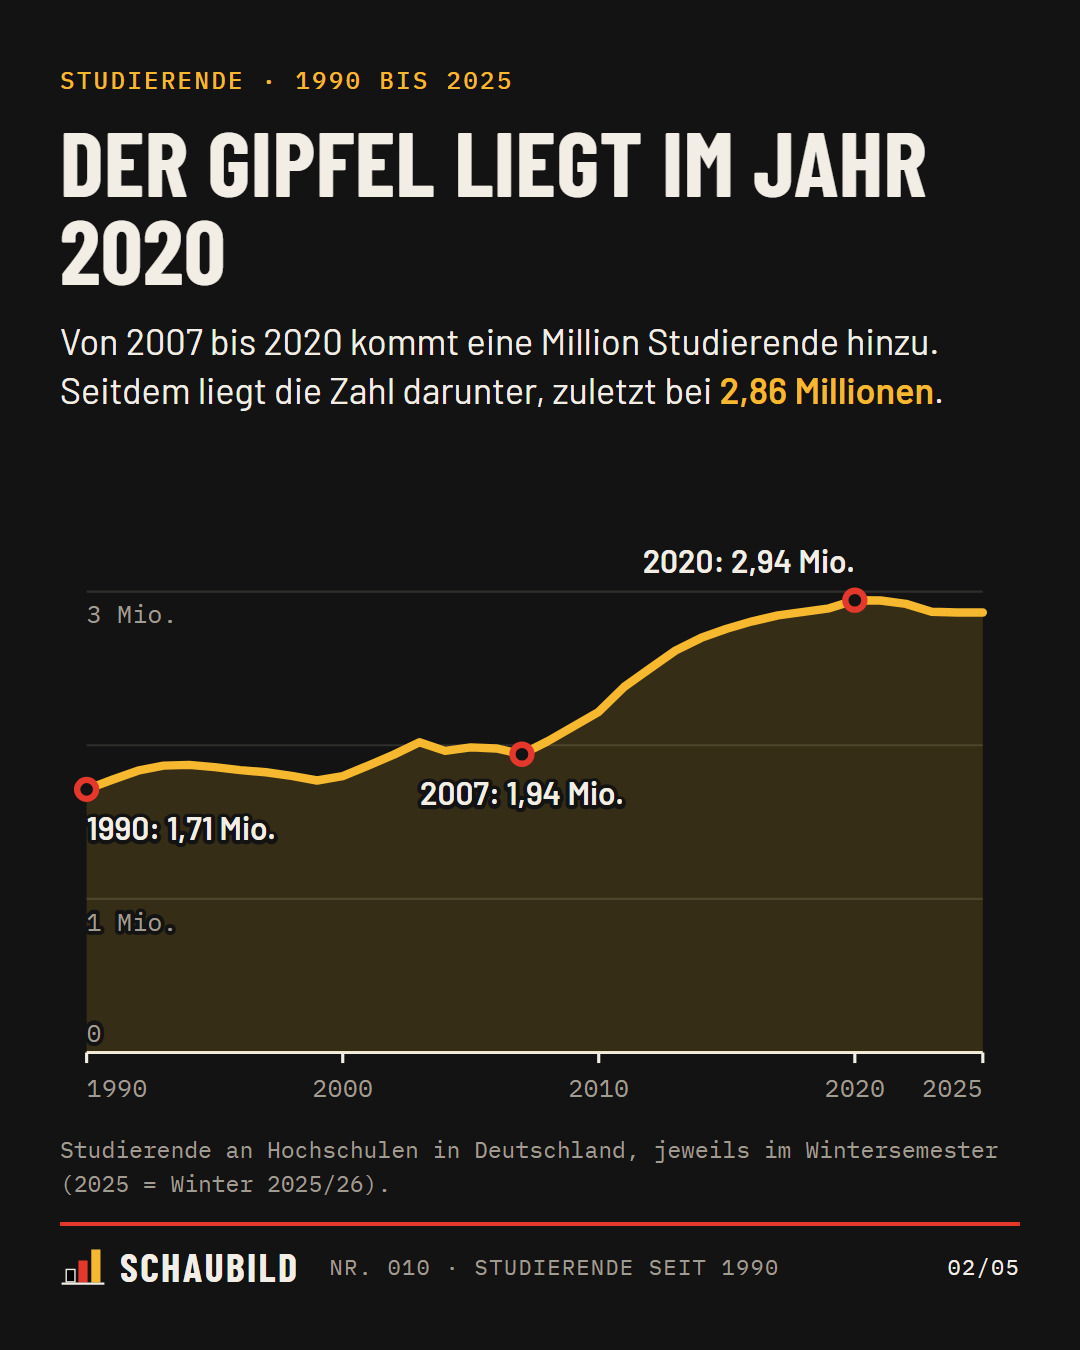 STUDIERENDE · 1990 BIS 2025
DER GIPFEL LIEGT IM JAHR
2020
Von 2007 bis 2020 kommt eine Million Studierende hinzu.
Seitdem liegt die Zahl darunter, zuletzt bei 2,86 Millionen.
2020: 2,94 Mio.
3 Mio.
2007: 1,94 Mio.
1990: 1,71 Mio.
1 Mio.
0
1990 2000 2010 2020 2025
Studierende an Hochschulen in Deutschland, jeweils im Wintersemester
(2025 = Winter 2025/26).
SCHAUBILD NR. 010 · STUDIERENDE SEIT 1990 02/05